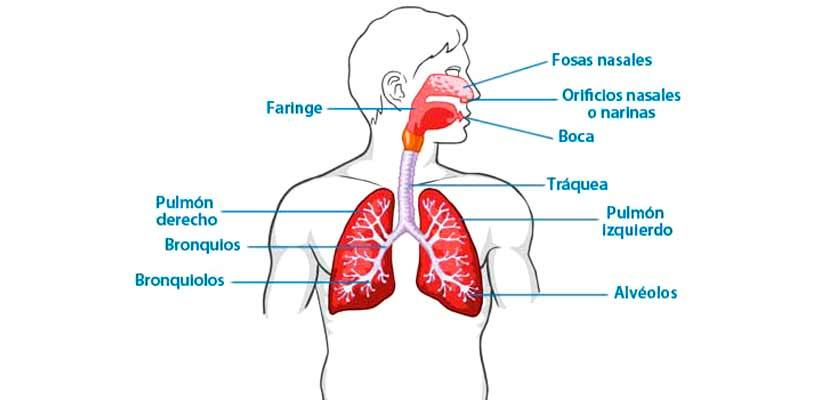 Fosas nasales
Faringe
Orificios nasales
o narinas
Boca
Tráquea
Pulmón
derecho
Pulmón
izquierdo
Bronquios
Bronquiolos
Alvéolos